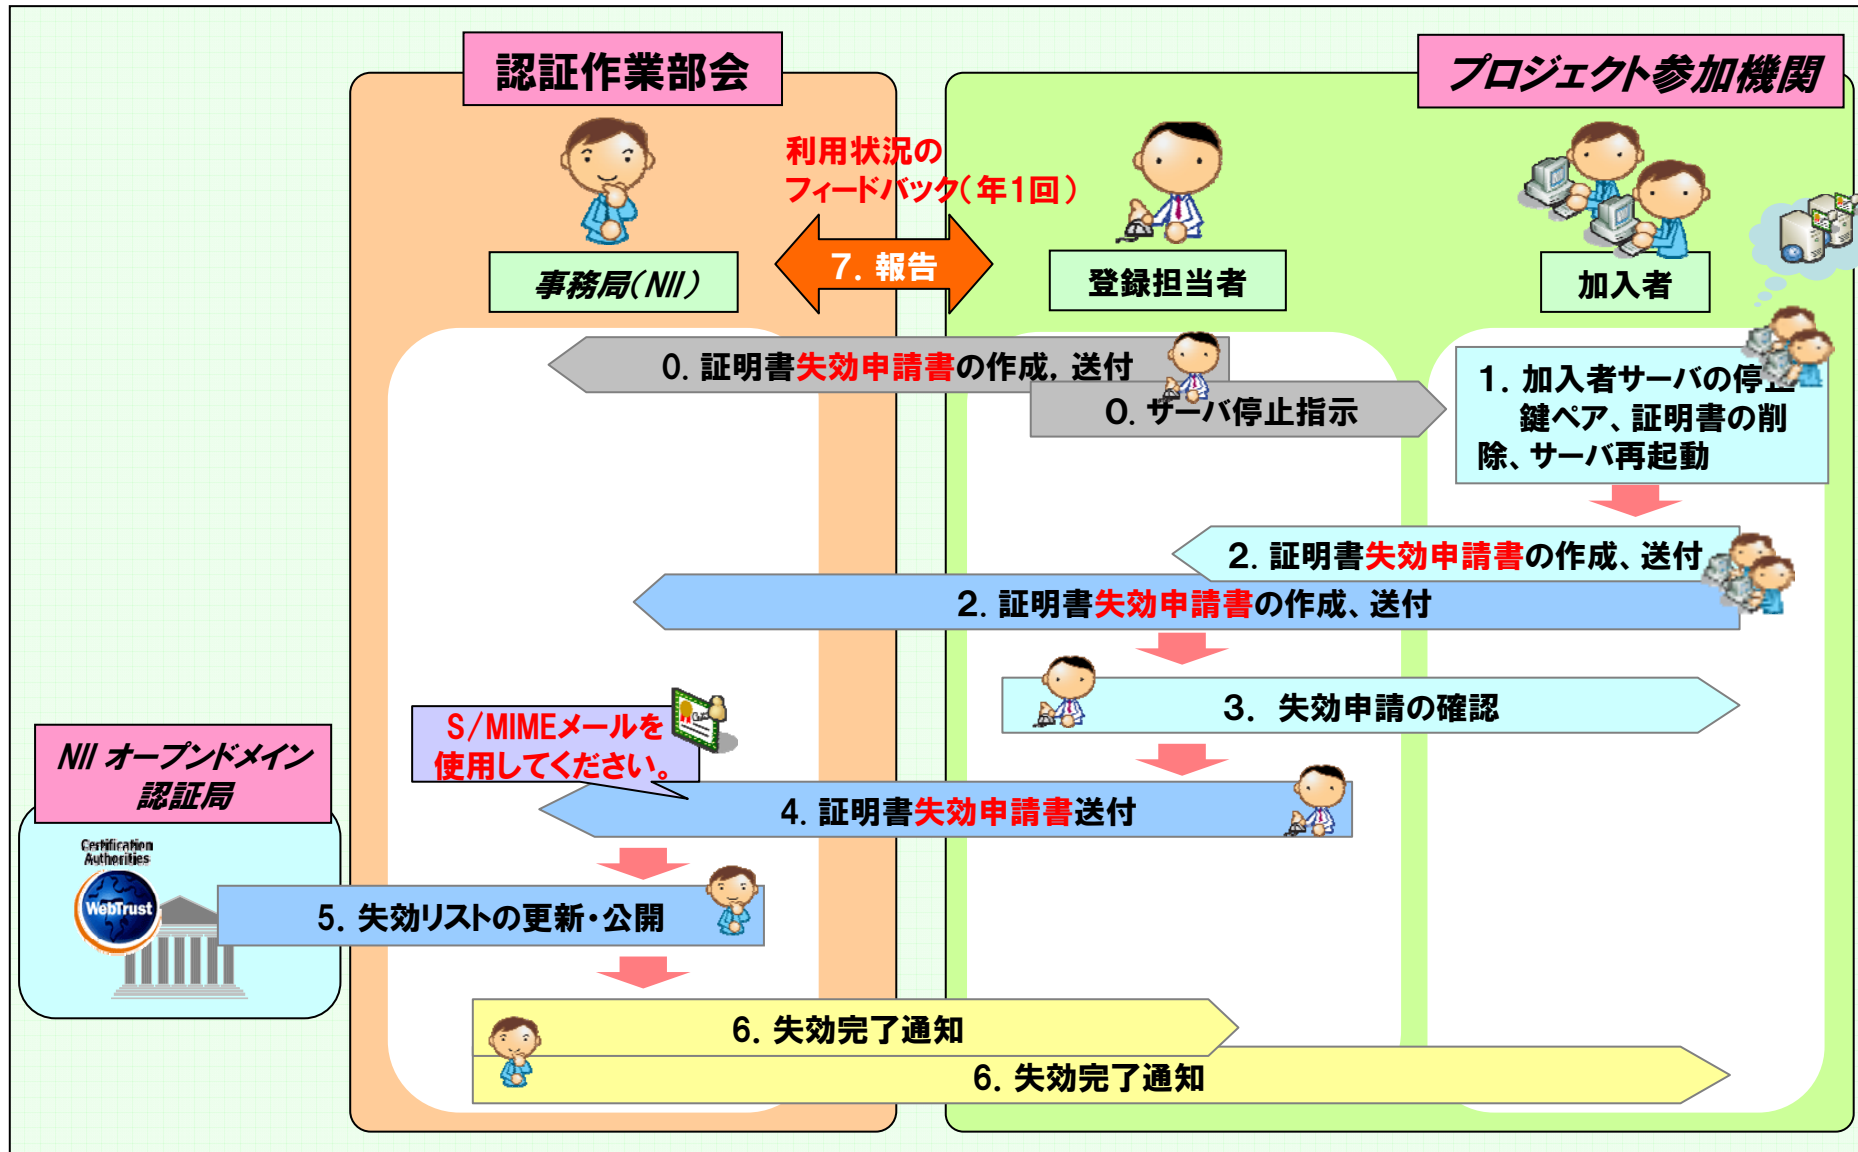 認証作業部会
プロジェクト参加機関
利用状況の
フィードバック(年1回)
7. 報告
事務局(NII)
登録担当者
加入者
0. 証明書失効申請書の作成, 送付
0. サーバ停止指示
1. 加入者サーバの停止
鍵ペア、証明書の削
除、サーバ再起動
2. 証明書失効申請書の作成、送付
2. 証明書失効申請書の作成、送付
3. 失効申請の確認
S/MIMEメールを
使用してください。
4. 証明書失効申請書送付
NII オープンドメイン
認証局
Certification
Authorities
WebTrust
5. 失効リストの更新・公開
6. 失効完了通知
6. 失効完了通知